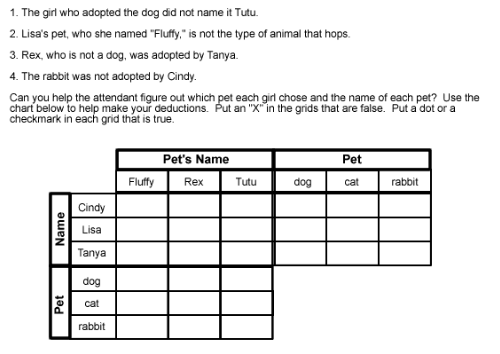 1. The girl who adopted the dog did not name it Tutu.
2. Lisa's pet, who she named "Fluffy," is not the type of animal that hops.
3. Rex, who is not a dog, was adopted by Tanya.
4. The rabbit was not adopted by Cindy.
Can you help the attendant figure out which pet each girl chose and the name of each pet? Use the
chart below to help make your deductions. Put an "X" in the grids that are false. Put a dot or a
checkmark in each grid that is true.
Pet's Name Pet
Fluffy Rex Tutu dog cat rabbit
Name
Cindy
Lisa
Tanya
Pet
dog
cat
rabbit